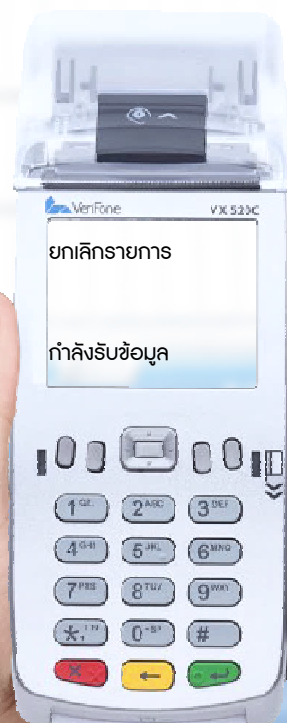 VeriFone
VX 520C
ยกเลิกรายการ
กำลังรับข้อมูล
1 QZ.
2 ABC
3 DEF
4 GHI
5 JKL
6 MNO
7 PRS
8 TUV
9 WXY
0 -SP
#